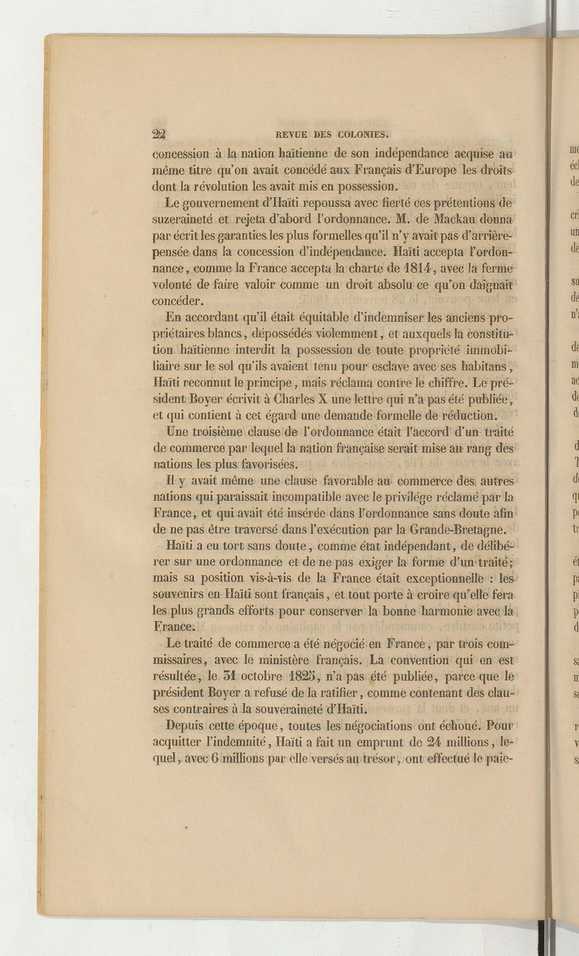 22 REVUE DES COLONIES.
concession à la nation haïtienne de son indépendance acquise au
même titre qu'on avait concédé aux Français d'Europe les droits
dont la révolution les avait mis en possession.
Le gouvernement d'Haïti repoussa avec fierté ces prétentions de
suzeraineté et rejeta d'abord l'ordonnance. M. de Mackau donna
par écrit les garanties les plus formelles qu'il n'y avait pas d'arrière-
pensée dans la concession d'indépendance. Haïti accepta l'ordon-
nance, comme la France accepta la charte de 1814, avec la ferme
volonté de faire valoir comme un droit absolu ce qu'on daignait
concéder.
En accordant qu'il était équitable d'indemniser les anciens pro-
priétaires blancs, dépossédés violemment, et auxquels la constitu-
tion haïtienne interdit la possession de toute propriété immobi-
liaire sur le sol qu'ils avaient tenu pour esclave avec ses habitans,
Haïti reconnut le principe, mais réclama contre le chiffre. Le pré-
sident Boyer écrivit à Charles X une lettre qui n'a pas été publiée,
et qui contient à cet égard une demande formelle de réduction.
Une troisième clause de l'ordonnance était l'accord d'un traité
de commerce par lequel la nation française serait mise au rang des
nations les plus favorisées.
Il y avait même une clause favorable au commerce des autres
nations qui paraissait incompatible avec le privilége réclamé par la
France, et qui avait été insérée dans l'ordonnance sans doute afin
de ne pas être traversé dans l'exécution par la Grande-Bretagne.
Haïti a eu tort sans doute, comme état indépendant, de délibé-
rer sur une ordonnance et de ne pas exiger la forme d'un traité;
mais sa position vis-à-vis de la France était exceptionnelle : les
souvenirs en Haïti sont français, et tout porte à croire qu'elle fera
les plus grands efforts pour conserver la bonne harmonie avec la
France.
Le traité de commerce a été négocié en France, par trois com-
missaires, avec le ministère français. La convention qui en est
résultée, le 31 octobre 1825, n'a pas été publiée, parce que le
président Boyer a refusé de la ratifier, comme contenant des clau-
ses contraires à la souveraineté d'Haïti.
Depuis cette époque, toutes les négociations ont échoué. Pour
acquitter l'indemnité, Haïti a fait un emprunt de 24 millions, le-
quel, avec 6 millions par elle versés au trésor, ont effectué le paie-